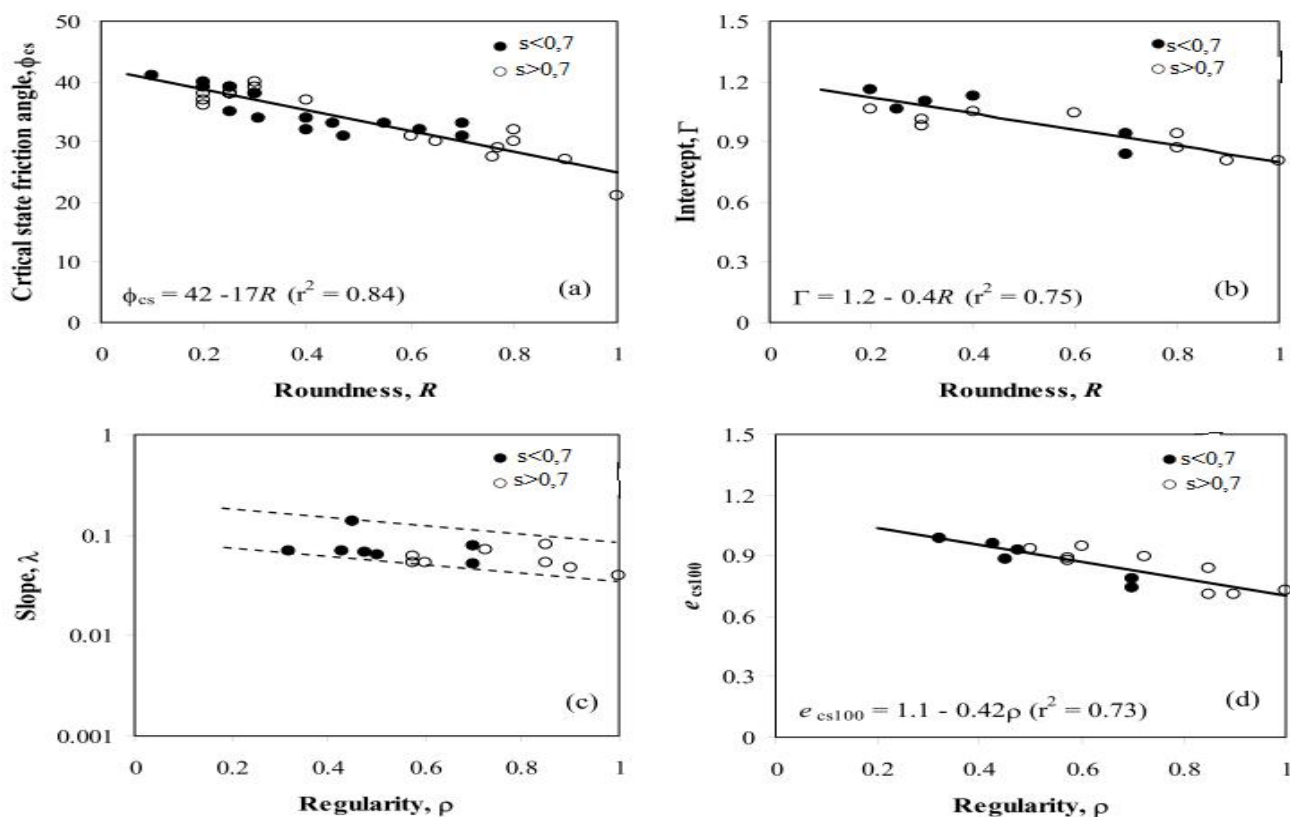 Crtical state friction angle, ϕcs
50
40
30
20
10
0
s<0,7
s>0,7
ϕcs = 42 -17R (r² = 0.84)
(a)
0 0.2 0.4 0.6 0.8 1
Roundness, R
Intercept, Γ
1.5
1.2
0.9
0.6
0.3
0
s<0,7
s>0,7
Γ = 1.2 - 0.4R (r² = 0.75)
(b)
0 0.2 0.4 0.6 0.8 1
Roundness, R
Slope, λ
1
0.1
0.01
0.001
s<0,7
s>0,7
(c)
0 0.2 0.4 0.6 0.8 1
Regularity, ρ
e cs100
1.5
1.2
0.9
0.6
0.3
0
s<0,7
s>0,7
e cs100 = 1.1 - 0.42ρ (r² = 0.73)
(d)
0 0.2 0.4 0.6 0.8 1
Regularity, ρ